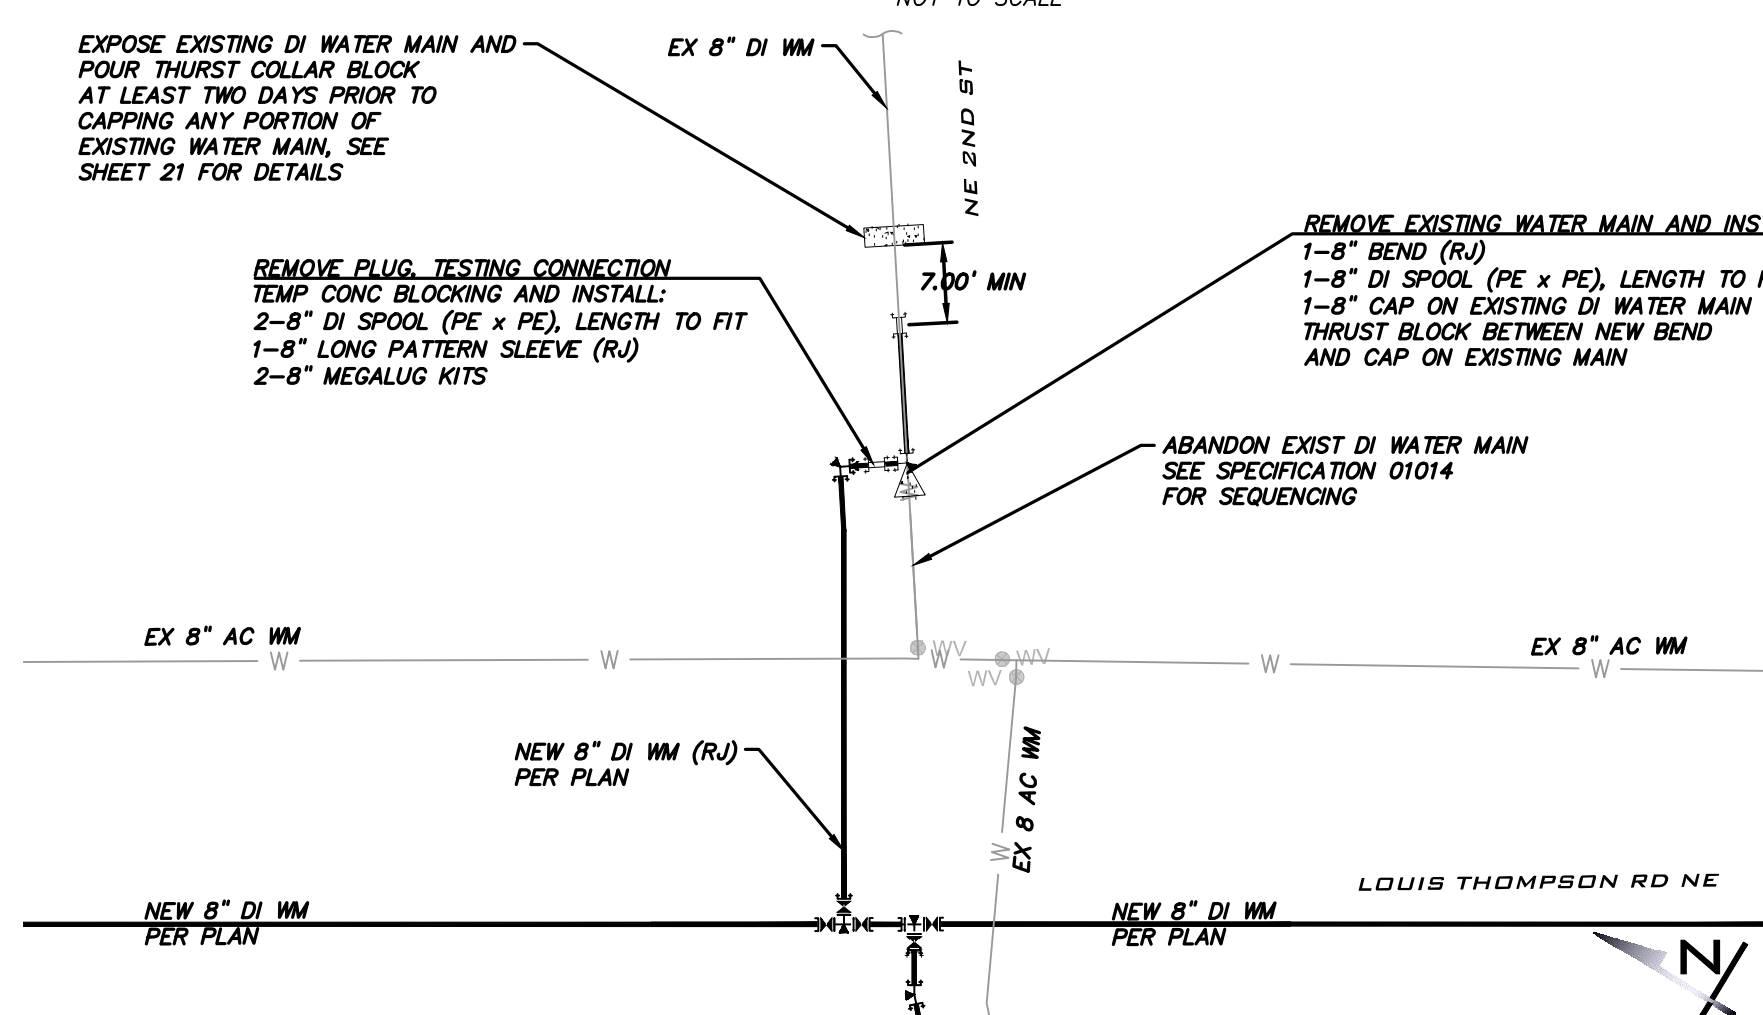 NOT TO SCALE
EXPOSE EXISTING DI WATER MAIN AND
POUR THURST COLLAR BLOCK
AT LEAST TWO DAYS PRIOR TO
CAPPING ANY PORTION OF
EXISTING WATER MAIN, SEE
SHEET 21 FOR DETAILS
EX 8" DI WM
NE 2ND ST
REMOVE PLUG, TESTING CONNECTION
TEMP CONC BLOCKING AND INSTALL:
2-8" DI SPOOL (PE x PE), LENGTH TO FIT
1-8" LONG PATTERN SLEEVE (RJ)
2-8" MEGALUG KITS
7.00' MIN
REMOVE EXISTING WATER MAIN AND INS
1-8" BEND (RJ)
1-8" DI SPOOL (PE x PE), LENGTH TO
1-8" CAP ON EXISTING DI WATER MAIN
THRUST BLOCK BETWEEN NEW BEND
AND CAP ON EXISTING MAIN
ABANDON EXIST DI WATER MAIN
SEE SPECIFICATION 01014
FOR SEQUENCING
EX 8" AC WM
EX 8" AC WM
W
W
WV
W
WV
WV
W
W
NEW 8" DI WM (RJ)
PER PLAN
EX 8 AC WM
W
LOUIS THOMPSON RD NE
NEW 8" DI WM
PER PLAN
NEW 8" DI WM
PER PLAN
N